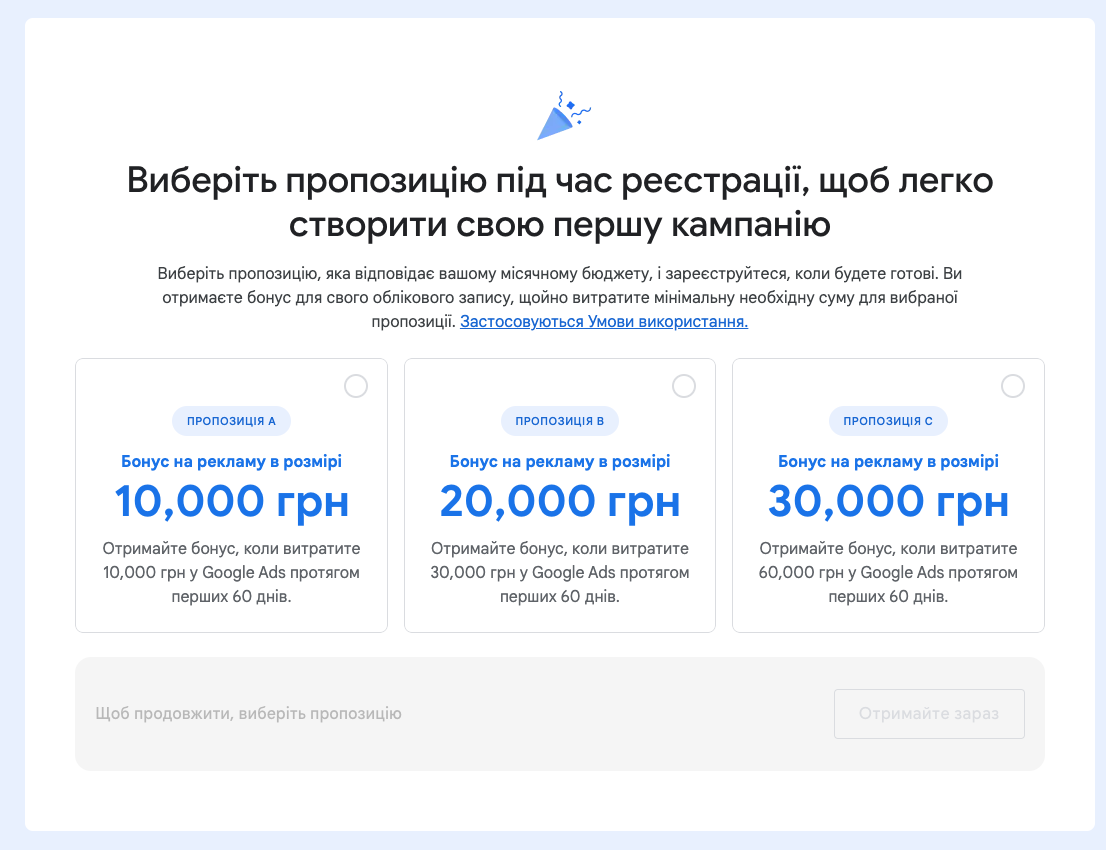 Виберіть пропозицію під час реєстрації, щоб легко
створити свою першу кампанію
Виберіть пропозицію, яка відповідає вашому місячному бюджету, і зареєструйтеся, коли будете готові. Ви
отримаєте бонус для свого облікового запису, щойно витратите мінімальну необхідну суму для вибраної
пропозиції. Застосовуються Умови використання.
ПРОПОЗИЦІЯ A
Бонус на рекламу в розмірі
10,000 грн
Отримайте бонус, коли витратите
10,000 грн у Google Ads протягом
перших 60 днів.
ПРОПОЗИЦІЯ B
Бонус на рекламу в розмірі
20,000 грн
Отримайте бонус, коли витратите
30,000 грн у Google Ads протягом
перших 60 днів.
ПРОПОЗИЦІЯ C
Бонус на рекламу в розмірі
30,000 грн
Отримайте бонус, коли витратите
60,000 грн у Google Ads протягом
перших 60 днів.
Щоб продовжити, виберіть пропозицію
Отримайте зараз